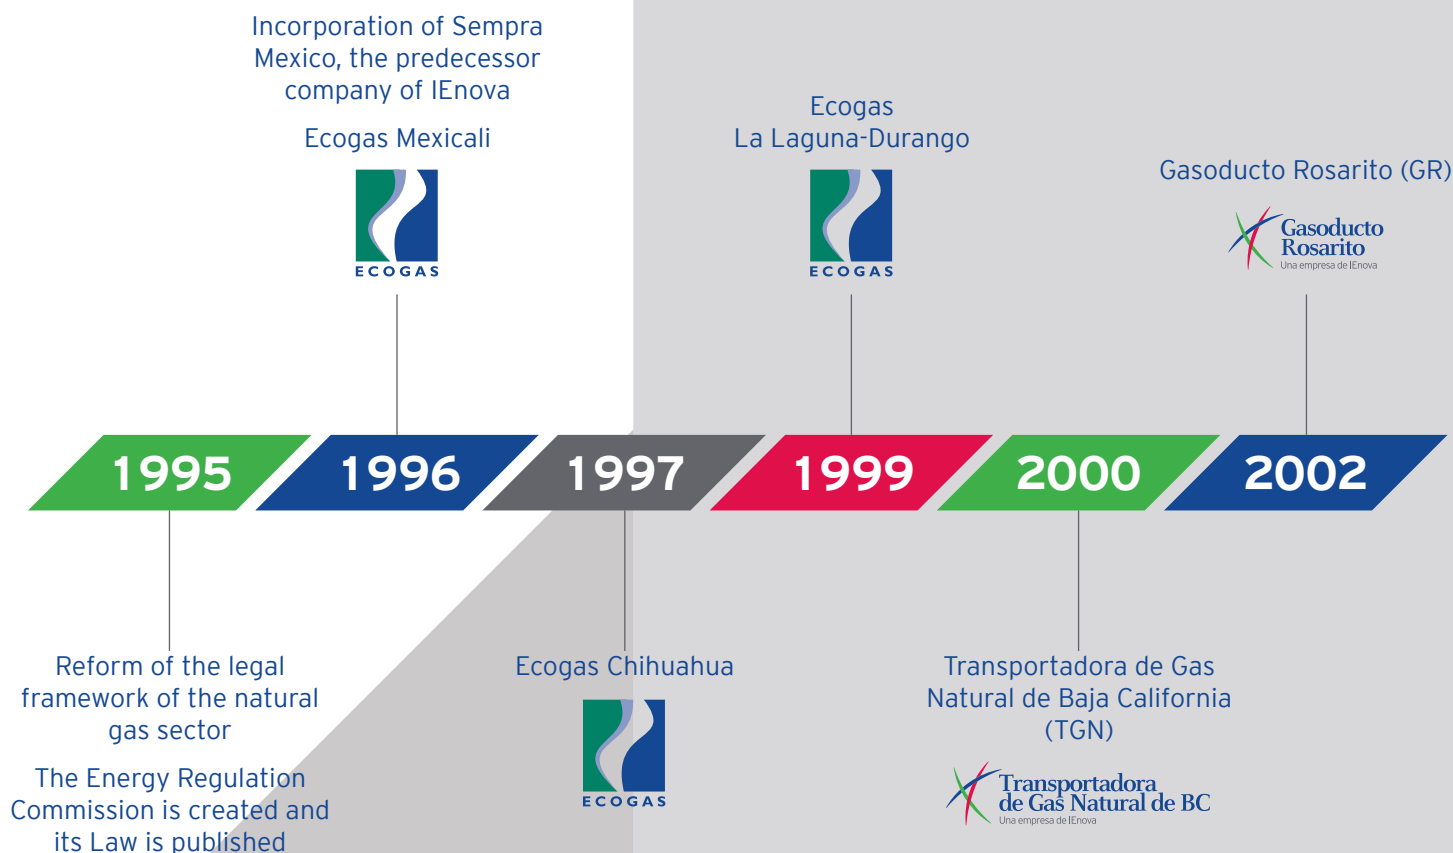 Incorporation of Sempra
Mexico, the predecessor
company of IEnova
Ecogas Mexicali
ECOGAS
Ecogas
La Laguna-Durango
ECOGAS
Gasoducto Rosarito (GR)
Gasoducto
Rosarito
Una empresa de IEnova
1995
1996
1997
1999
2000
2002
Reform of the legal
framework of the natural
gas sector
The Energy Regulation
Commission is created and
its Law is published
Ecogas Chihuahua
ECOGAS
Transportadora de Gas
Natural de Baja California
(TGN)
Transportadora
de Gas Natural de BC
Una empresa de IEnova